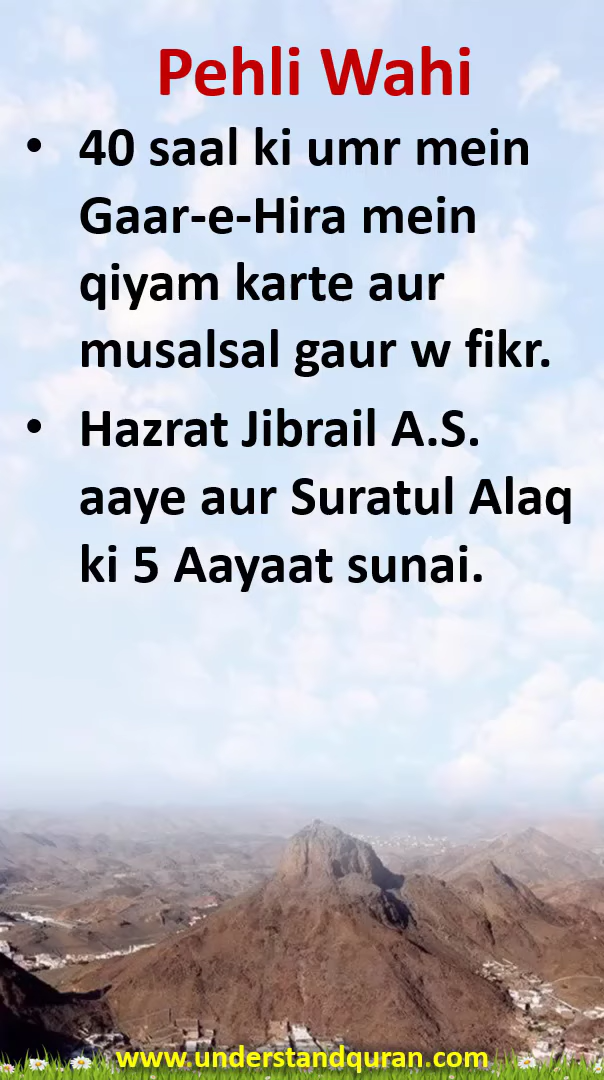 Pehli Wahi
• 40 saal ki umr mein
Gaar-e-Hira mein
qiyam karte aur
musalsal gaur w fikr.
• Hazrat Jibrail A.S.
aaye aur Suratul Alaq
ki 5 Aayaat sunai.
www.understandquran.com